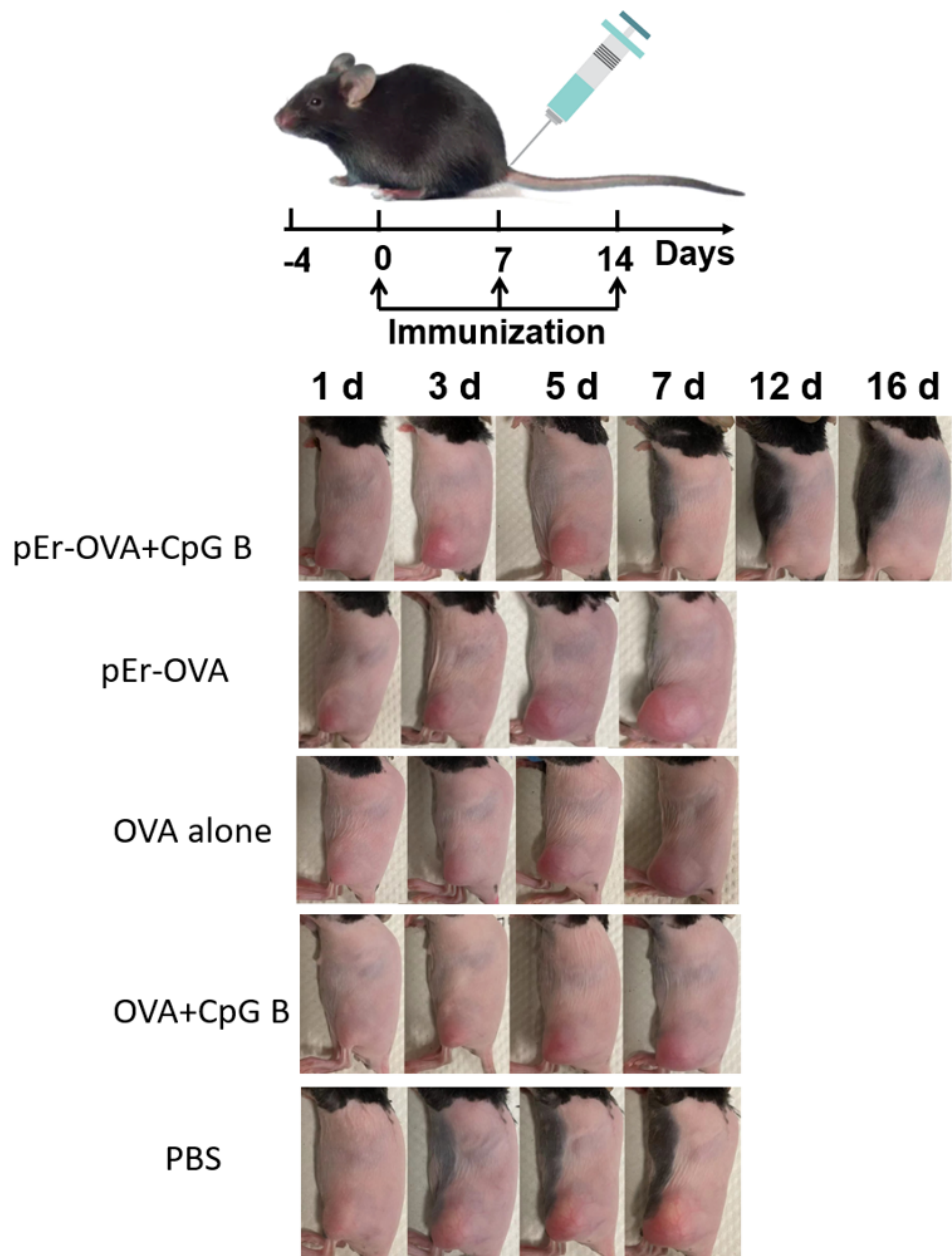 -4 0 7 14 Days
Immunization
1 d 3 d 5 d 7 d 12 d 16 d
pEr-OVA+CpG B
pEr-OVA
OVA alone
OVA+CpG B
PBS